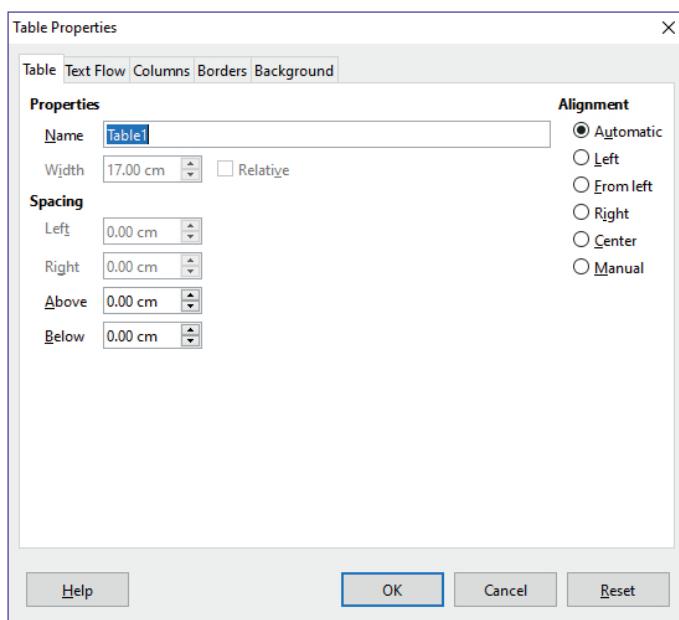 Table Properties
Table Text Flow Columns Borders Background
Properties
Name Table1
Width 17.00 cm Relative
Spacing
Left 0.00 cm
Right 0.00 cm
Above 0.00 cm
Below 0.00 cm
Alignment
Automatic
Left
From left
Right
Center
Manual
Help OK Cancel Reset